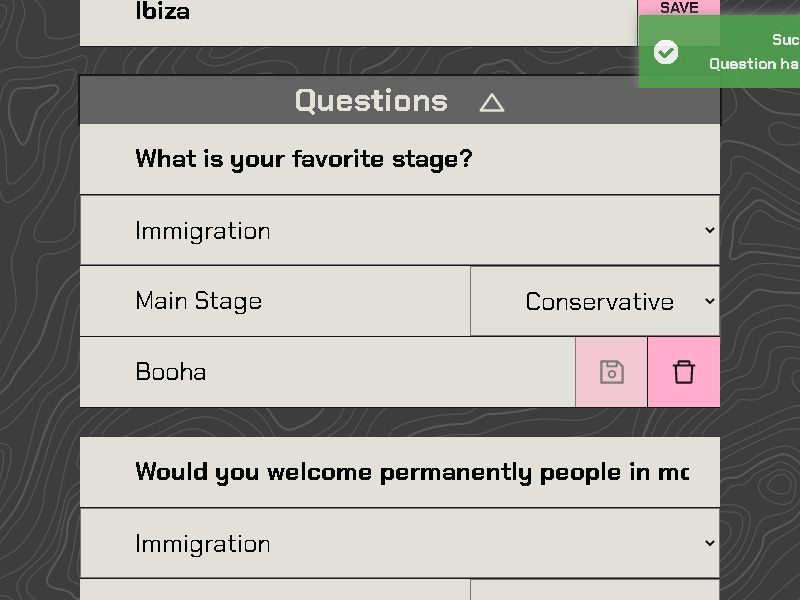 Ibiza
SAVE
Suc
Question ha
Questions
What is your favorite stage?
Immigration
Main Stage
Conservative
Booha
Would you welcome permanently people in mo
Immigration